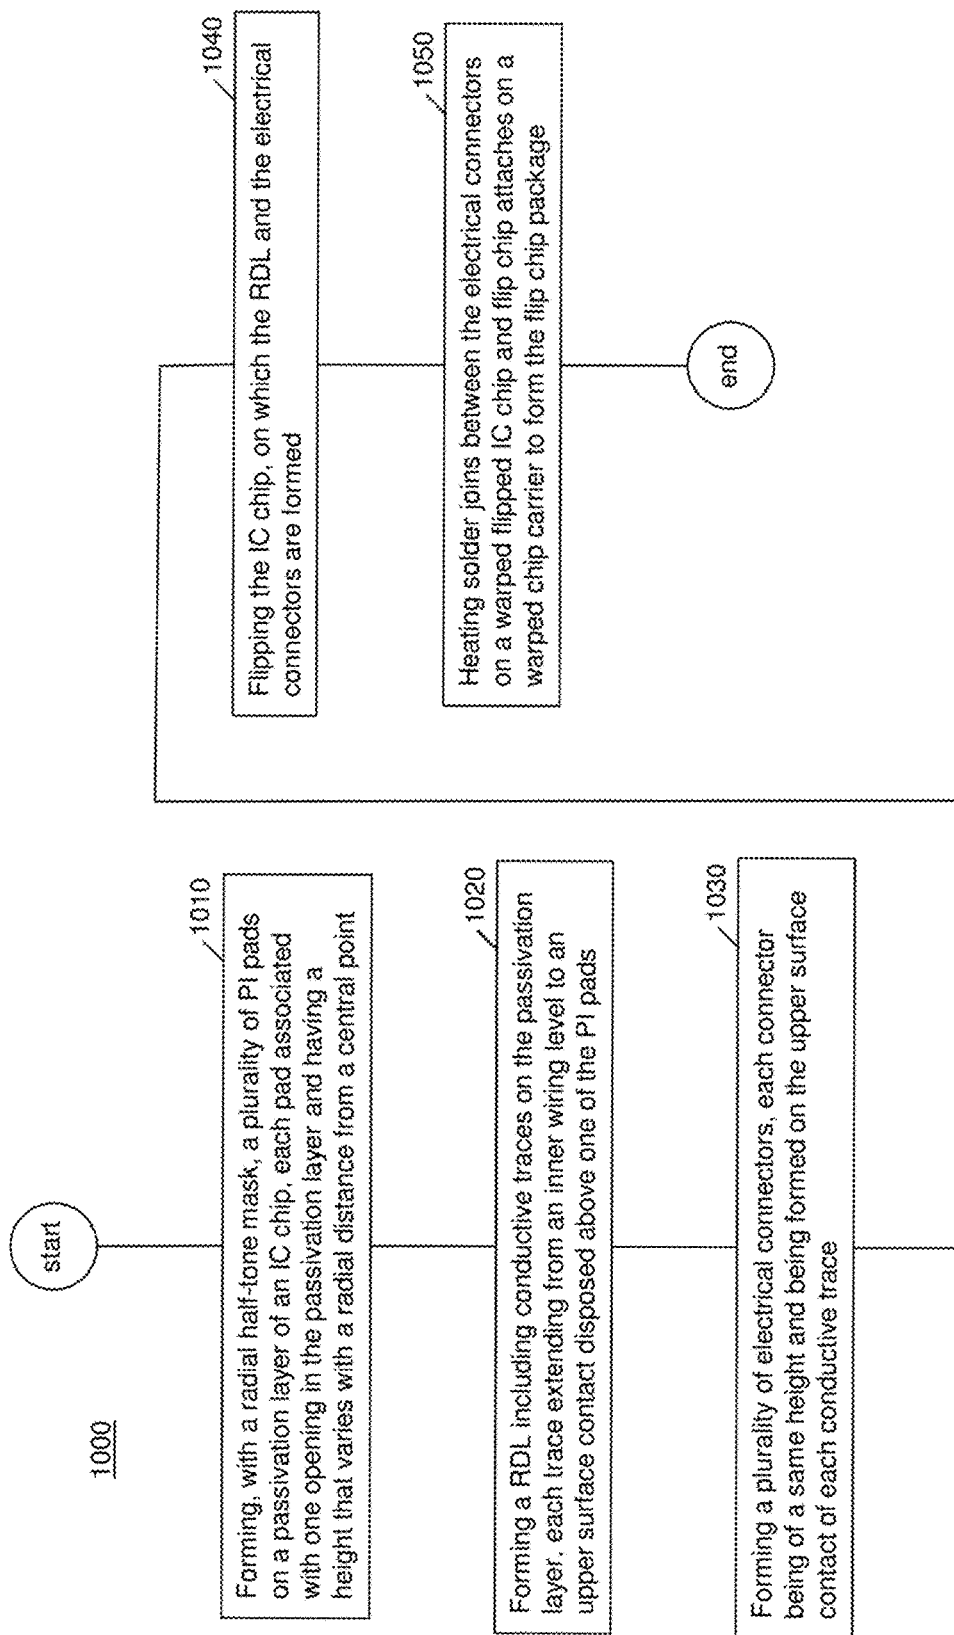 1000
start
1010
Forming, with a radial half-tone mask, a plurality of PI pads
on a passivation layer of an IC chip, each pad associated
with one opening in the passivation layer and having a
height that varies with a radial distance from a central point
1020
Forming a RDL including conductive traces on the passivation
layer, each trace extending from an inner wiring level to an
upper surface contact disposed above one of the PI pads
1030
Forming a plurality of electrical connectors, each connector
being of a same height and being formed on the upper surface
contact of each conductive trace
1040
Flipping the IC chip, on which the RDL and the electrical
connectors are formed
1050
Heating solder joins between the electrical connectors
on a warped flipped IC chip and flip chip attaches on a
warped chip carrier to form the flip chip package
end